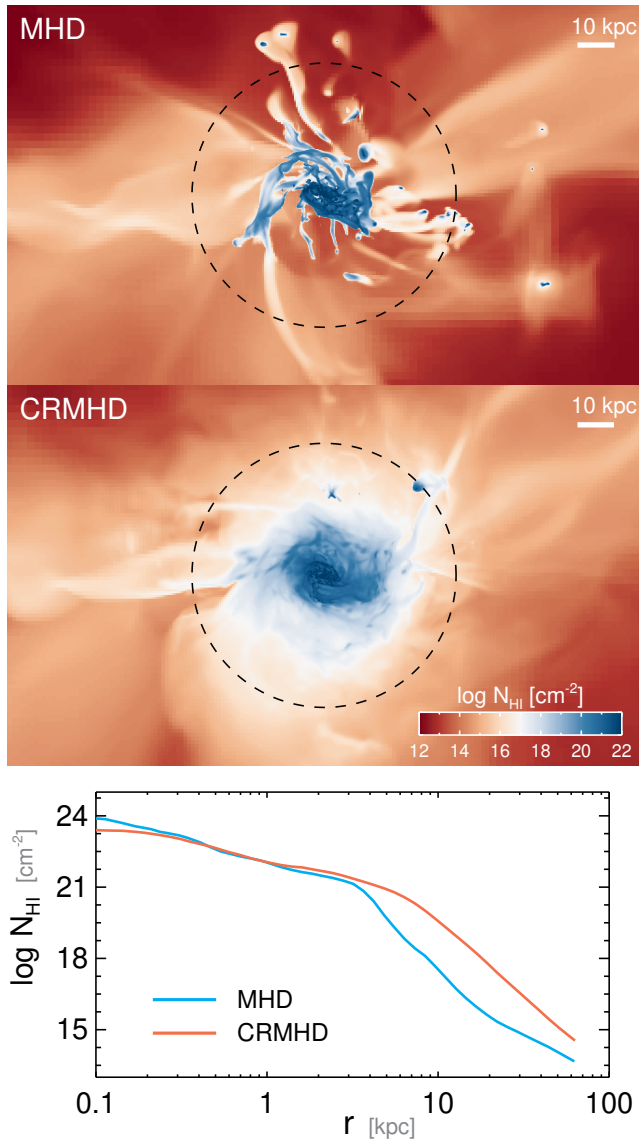 MHD
10 kpc
CRMHD
10 kpc
log N_HI [cm⁻²]
12 14 16 18 20 22
24
21
18
15
log N_HI [cm⁻²]
MHD
CRMHD
0.1 1 10 100
r [kpc]